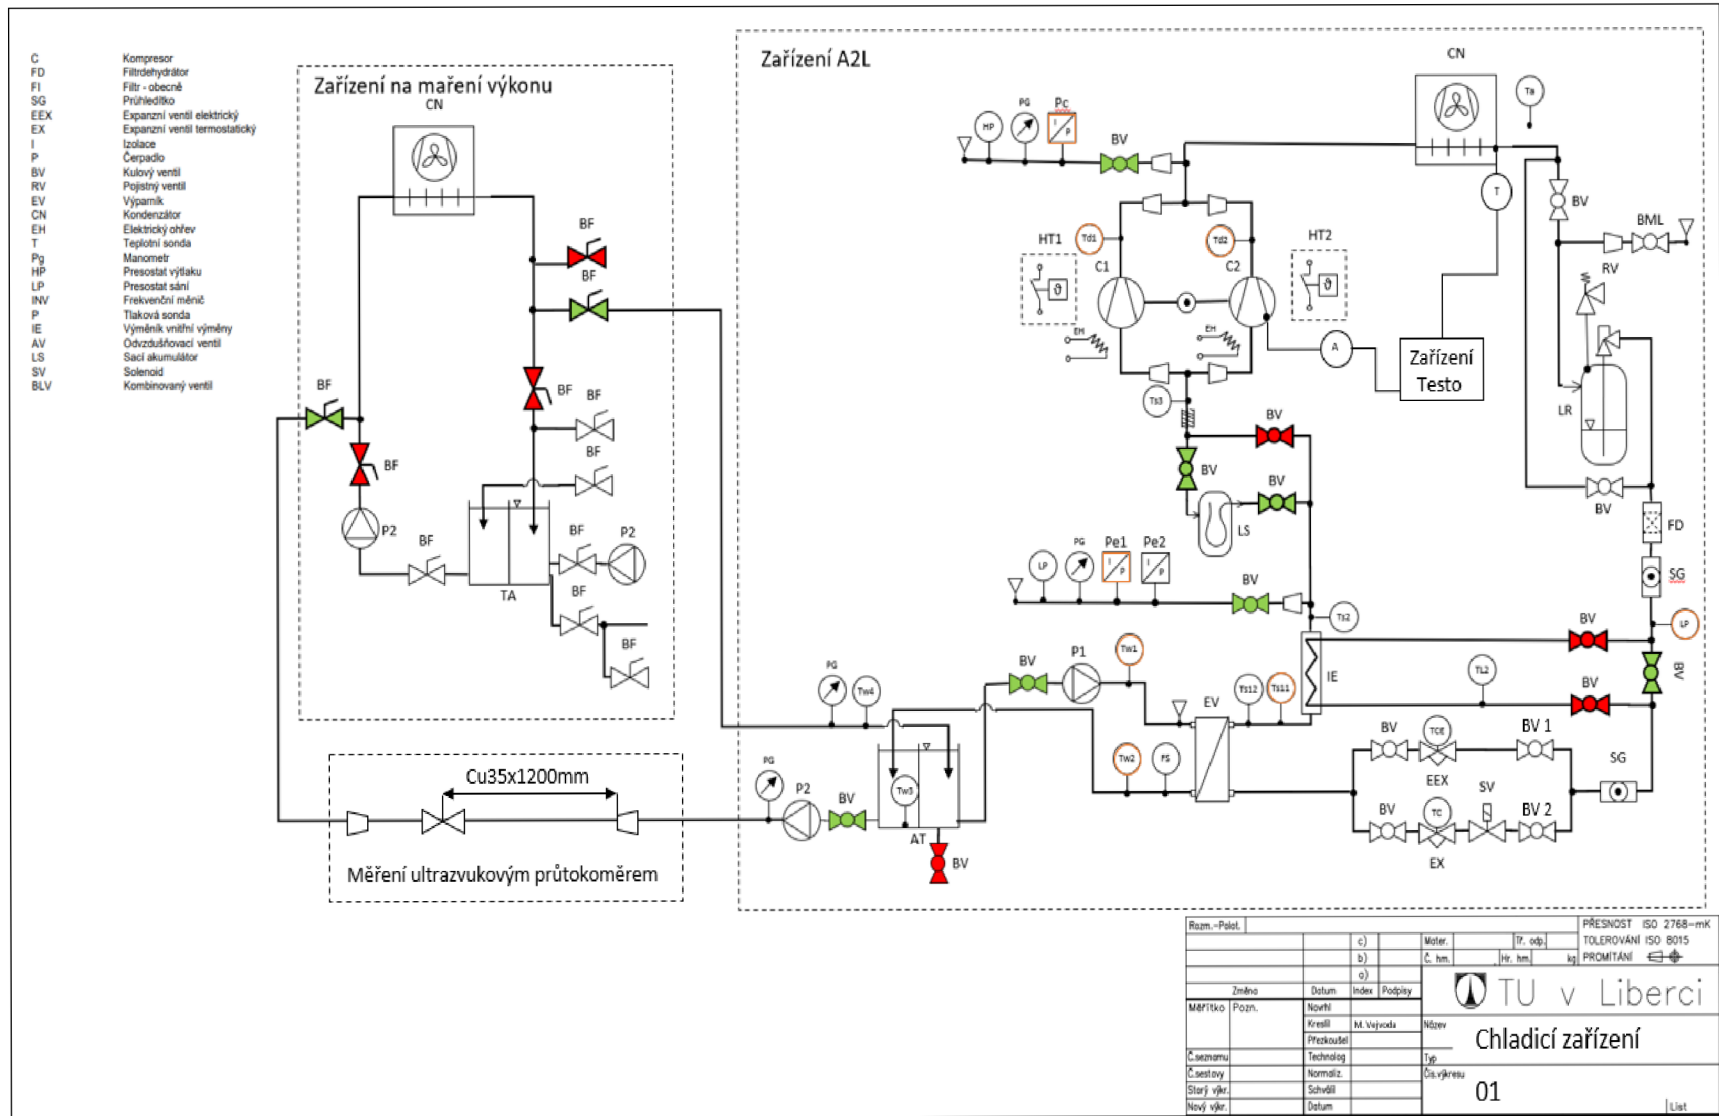 C Kompresor
FD Filtrdehydrátor
FI Filtr - obecně
SG Průhledítko
EEX Expanzní ventil elektrický
EX Expanzní ventil termostatický
I Izolace
P Čerpadlo
BV Kulový ventil
RV Pojistný ventil
EV Výparník
CN Kondenzátor
EH Elektrický ohřev
T Teplotní sonda
Pg Manometr
HP Presostat výtlaku
LP Presostat sání
INV Frekvenční měnič
P Tlaková sonda
IE Výměník vnitřní výměny
AV Odvzdušňovací ventil
LS Sací akumulátor
SV Solenoid
BLV Kombinovaný ventil
Zařízení na maření výkonu
CN
BF
BF
BF
BF
BF
BF
BF
P2
BF
BF
P2
TA
BF
BF
Cu35x1200mm
Měření ultrazvukovým průtokoměrem
Zařízení A2L
CN
Ta
HP
PG
Pc
I
P
BV
T
BV
BML
RV
HT1
Td1
Td2
HT2
ϑ
C1
C2
ϑ
EH
EH
A
Zařízení
Testo
LR
Ts3
BV
BV
BV
LS
BV
FD
SG
LP
PG
Pe1
Pe2
I
P
I
P
BV
Ts2
LP
BV
BV
TL2
BV
IE
P1
BV
Tw1
PG
Tw4
EV
Ts12
Ts11
Tw2
FS
PG
P2
BV
Tw3
AT
BV
BV
TCE
BV 1
EEX
SV
SG
BV
TC
BV 2
EX
Rozm.-Polot.
PŘESNOST ISO 2768-mK
c) Mater. Tř. odp. TOLEROVÁNÍ ISO 8015
b) Č. hm. Hr. hm. kg PROMÍTÁNÍ
a)
Změna Datum Index Podpisy
TU v Liberci
Měřítko Pozn. Navrhl
Kreslil M. Vejvoda Název
Přezkoušel
Chladicí zařízení
Č.seznamu Technolog Typ
Č.sestavy Normaliz. Čís.výkresu
Starý výkr. Schválil
01
Nový výkr. Datum List